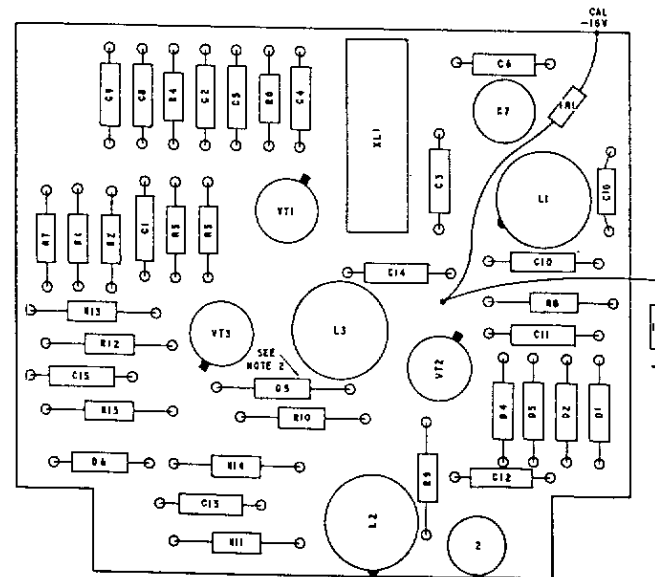 CAL
-16V
C6
C9
C8
R4
C2
C5
R6
C4
XL1
C7
C3
L1
VT1
R7
R2
C1
R5
C10
C14
R8
R13
C11
R12
VT3
L3
SEE
NOTE 2
VT2
C15
D5
R15
R10
D4
D5
D2
D1
D6
R14
R9
C12
C13
L2
R11
2